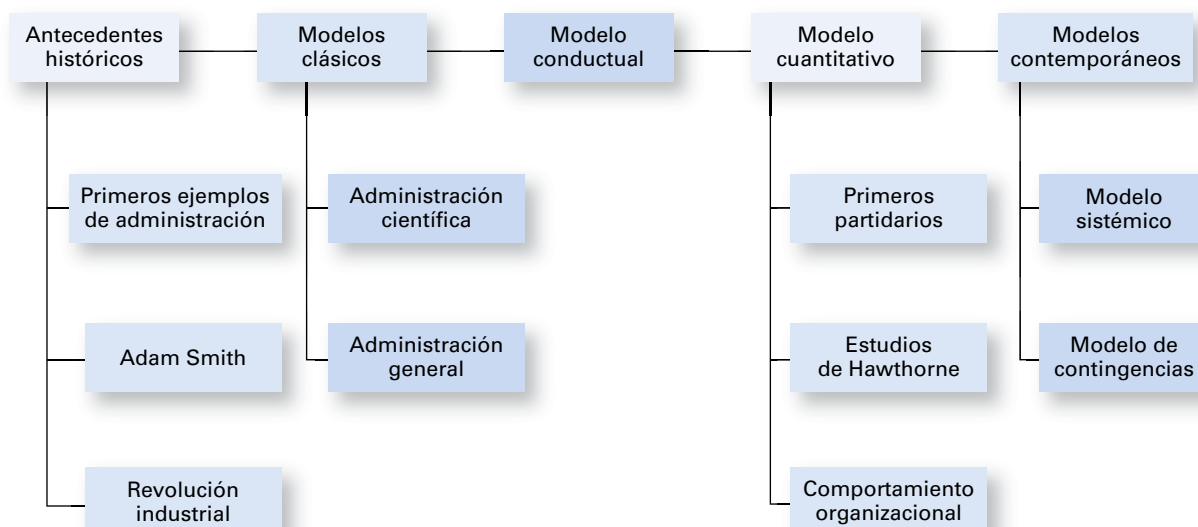 Antecedentes
históricos
Modelos
clásicos
Modelo
conductual
Modelo
cuantitativo
Modelos
contemporáneos
Primeros ejemplos
de administración
Administración
científica
Primeros
partidarios
Modelo
sistémico
Adam Smith
Administración
general
Estudios
de Hawthorne
Modelo de
contingencias
Revolución
industrial
Comportamiento
organizacional